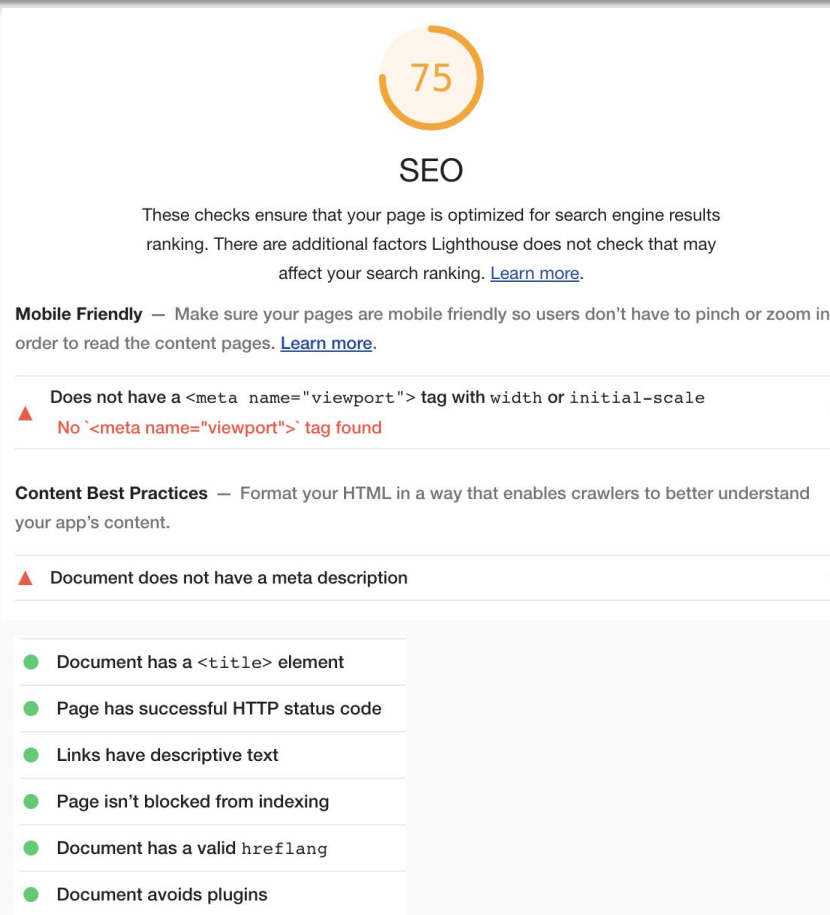 75
SEO
These checks ensure that your page is optimized for search engine results
ranking. There are additional factors Lighthouse does not check that may
affect your search ranking. Learn more.
Mobile Friendly — Make sure your pages are mobile friendly so users don’t have to pinch or zoom in
order to read the content pages. Learn more.
Does not have a <meta name="viewport"> tag with width or initial-scale
No `<meta name="viewport">` tag found
Content Best Practices — Format your HTML in a way that enables crawlers to better understand
your app’s content.
Document does not have a meta description
Document has a <title> element
Page has successful HTTP status code
Links have descriptive text
Page isn’t blocked from indexing
Document has a valid hreflang
Document avoids plugins